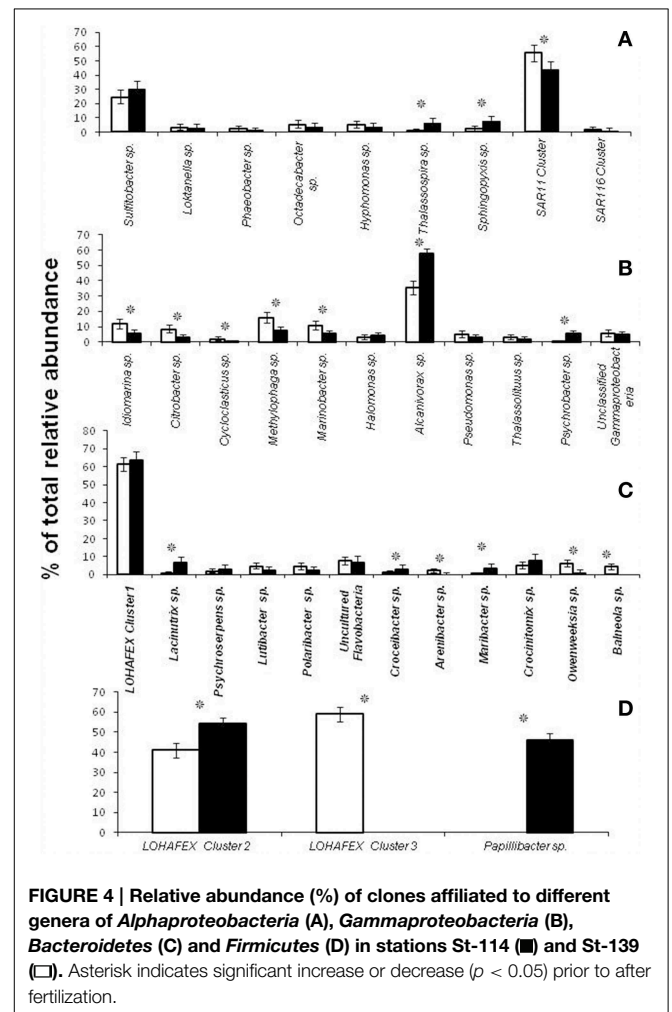 A
70
60
50
40
30
20
10
0
Sulfitobacter sp.
Loktanella sp.
Phaeobacter sp.
Octadecabacter
sp.
Hyphomonas sp.
Thalassospira sp.
Sphingopyxis sp.
SAR11 Cluster
SAR116 Cluster
% of total relative abundance
B
70
60
50
40
30
20
10
0
Idiomarina sp.
Citrobacter sp.
Cycloclasticus sp.
Methylophaga sp.
Marinobacter sp.
Halomonas sp.
Alcanivorax sp.
Pseudomonas sp.
Thalassolituus sp.
Psychrobacter sp.
Unclassified
Gammaproteobact
eria
C
80
70
60
50
40
30
20
10
0
LOHAFEX Cluster1
Lacinutrix sp.
Psychroserpens sp.
Lutibacter sp.
Polaribacter sp.
Uncultured
Flavobacteria
Croceibacter sp.
Arenibacter sp.
Maribacter sp.
Crocinitomix sp.
Owenweeksia sp.
Balneola sp.
D
70
60
50
40
30
20
10
0
LOHAFEX Cluster 2
LOHAFEX Cluster 3
Papillibacter sp.
FIGURE 4 | Relative abundance (%) of clones affiliated to different
genera of Alphaproteobacteria (A), Gammaproteobacteria (B),
Bacteroidetes (C) and Firmicutes (D) in stations St-114 (■) and St-139
(□). Asterisk indicates significant increase or decrease (p < 0.05) prior to after
fertilization.